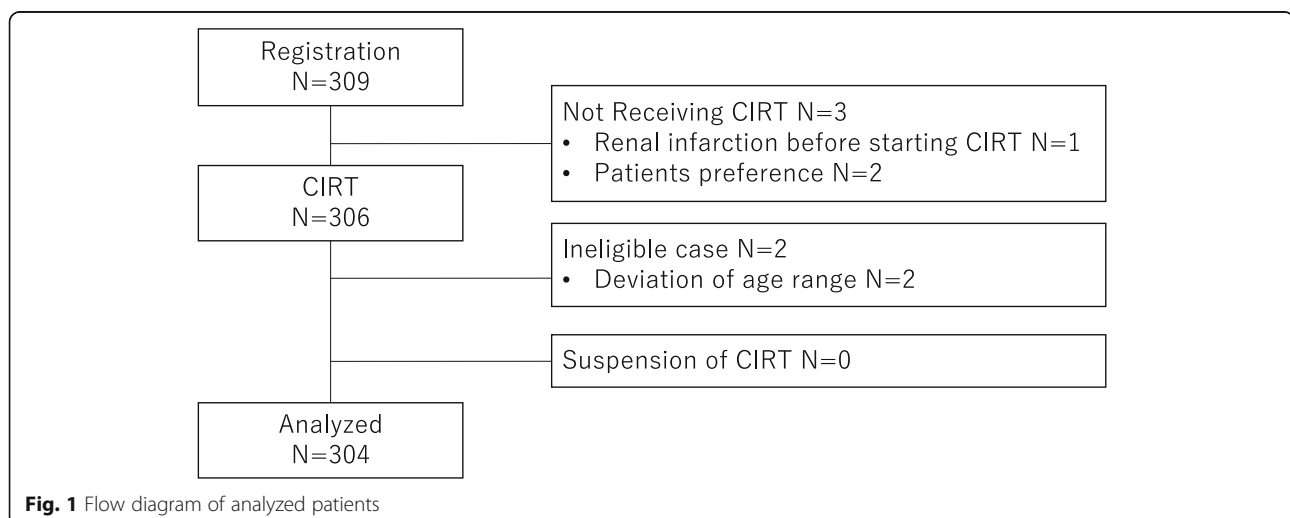 Registration
N=309
Not Receiving CIRT N=3
• Renal infarction before starting CIRT N=1
• Patients preference N=2
CIRT
N=306
Ineligible case N=2
• Deviation of age range N=2
Suspension of CIRT N=0
Analyzed
N=304
Fig. 1 Flow diagram of analyzed patients